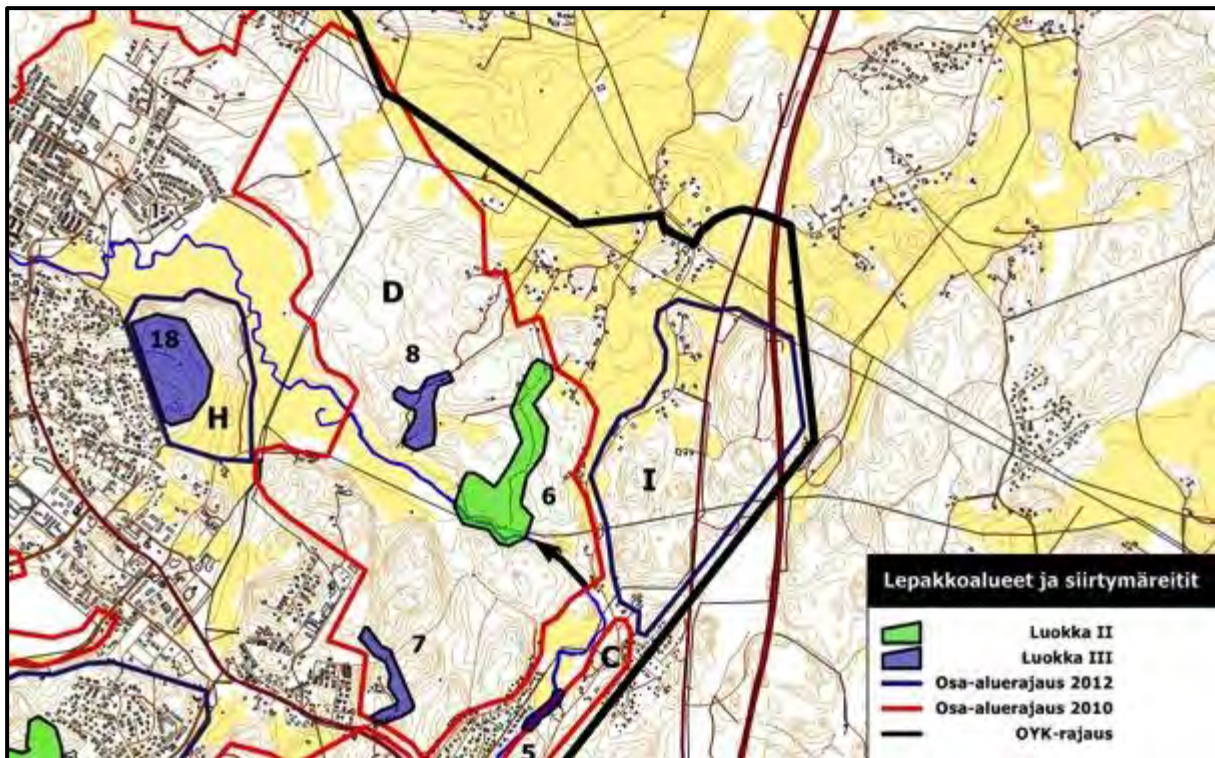 D
18
8
H
I
6
7
C
5
Lepakkoalueet ja siirtymäreitit
Luokka II
Luokka III
Osa-aluerajaus 2012
Osa-aluerajaus 2010
OYK-rajaus